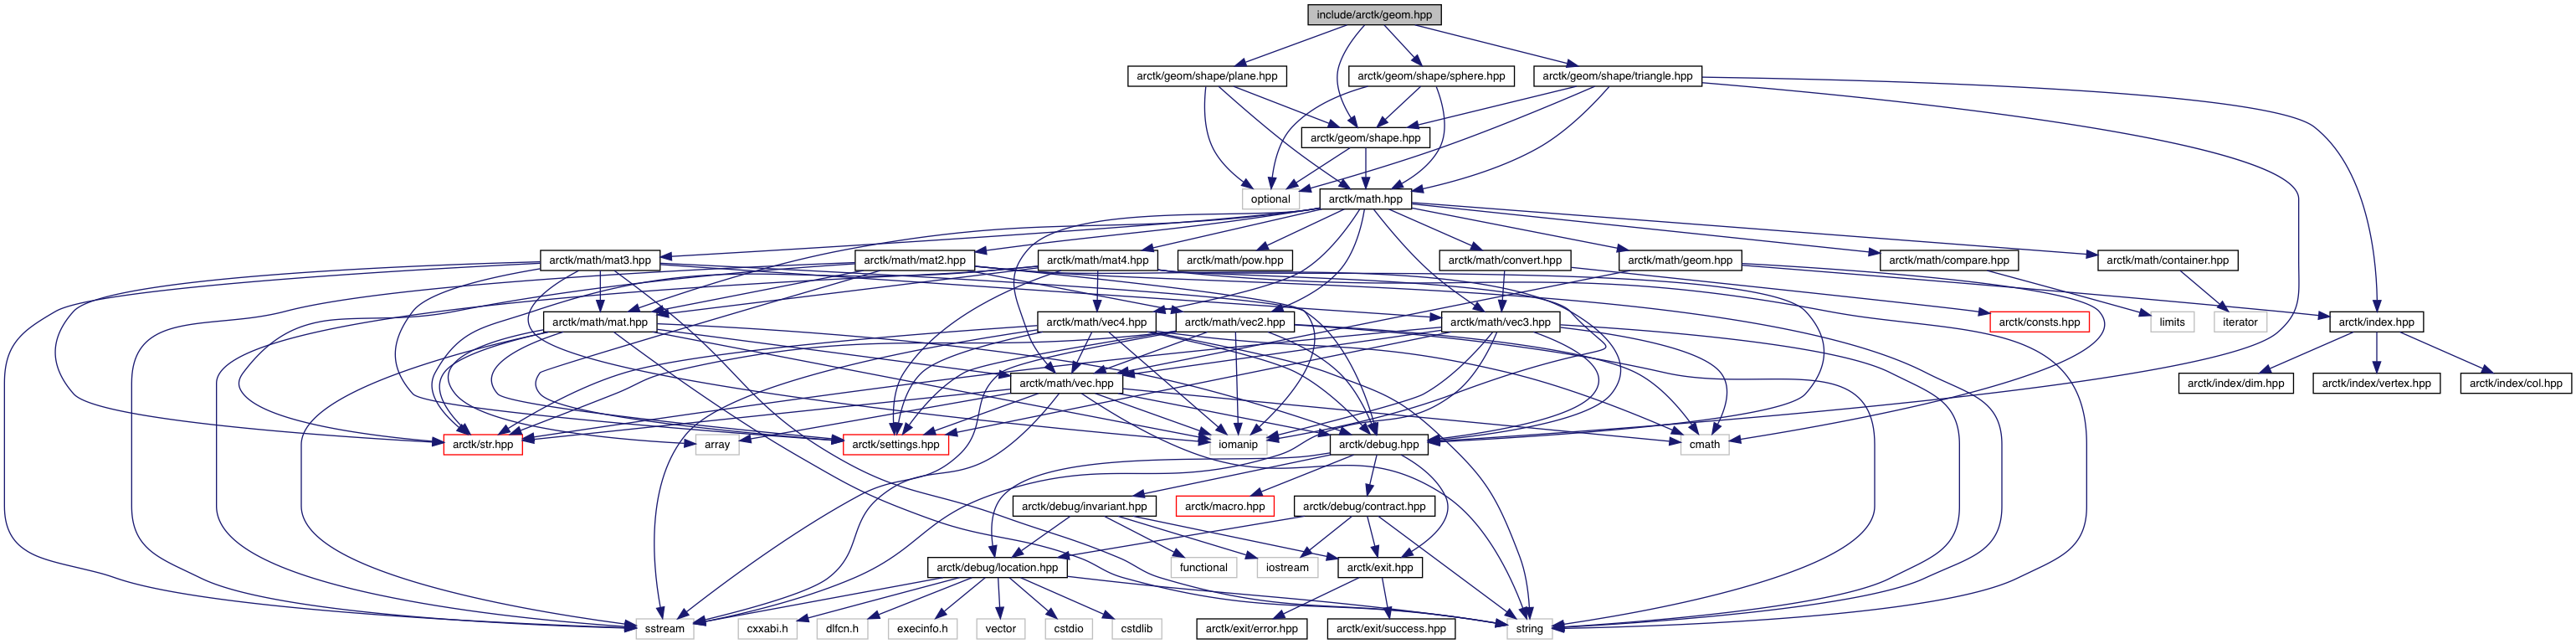 include/arctk/geom.hpp
arctk/geom/shape/plane.hpp
arctk/geom/shape/sphere.hpp
arctk/geom/shape/triangle.hpp
arctk/geom/shape.hpp
optional
arctk/math.hpp
arctk/math/mat3.hpp
arctk/math/mat2.hpp
arctk/math/mat4.hpp
arctk/math/pow.hpp
arctk/math/convert.hpp
arctk/math/geom.hpp
arctk/math/compare.hpp
arctk/math/container.hpp
arctk/math/mat.hpp
arctk/math/vec4.hpp
arctk/math/vec2.hpp
arctk/math/vec3.hpp
arctk/consts.hpp
limits
iterator
arctk/index.hpp
arctk/math/vec.hpp
arctk/index/dim.hpp
arctk/index/vertex.hpp
arctk/index/col.hpp
arctk/str.hpp
array
arctk/settings.hpp
iomanip
arctk/debug.hpp
cmath
arctk/debug/invariant.hpp
arctk/macro.hpp
arctk/debug/contract.hpp
arctk/debug/location.hpp
functional
iostream
arctk/exit.hpp
sstream
cxxabi.h
dlfcn.h
execinfo.h
vector
cstdio
cstdlib
arctk/exit/error.hpp
arctk/exit/success.hpp
string